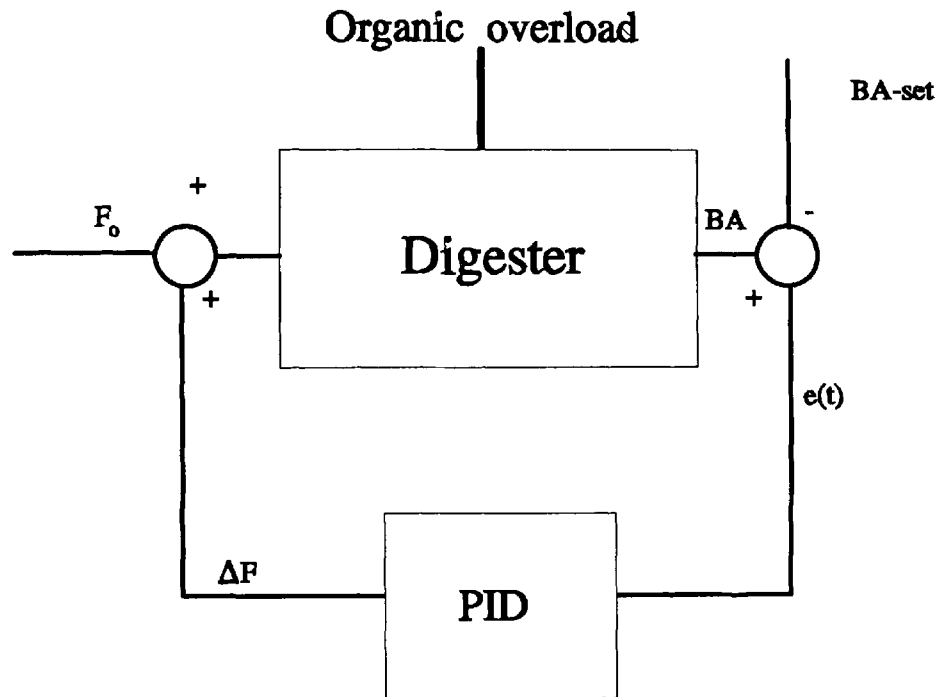 Organic overload
BA-set
+
-
F₀
BA
Digester
+
+
e(t)
ΔF
PID